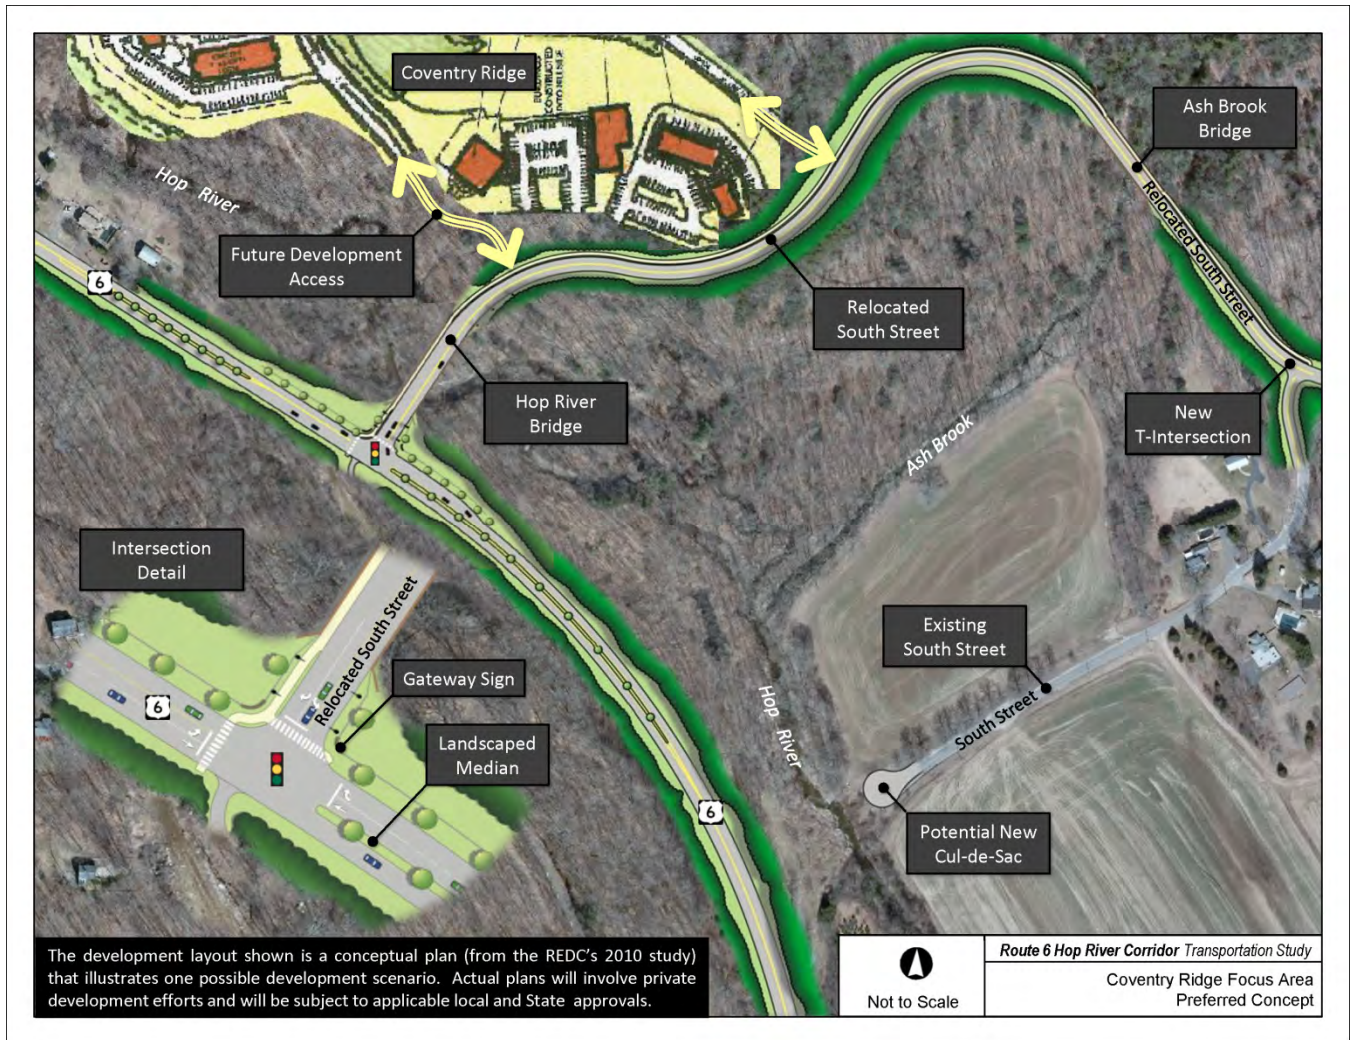 Coventry Ridge
Ash Brook
Bridge
Hop River
Relocated South Street
Future Development
Access
6
Relocated
South Street
Hop River
Bridge
New
T-Intersection
Ash Brook
Intersection
Detail
Relocated South Street
Existing
South Street
Gateway Sign
6
Hop River
South Street
Landscaped
Median
6
Potential New
Cul-de-Sac
The development layout shown is a conceptual plan (from the REDC's 2010 study)
that illustrates one possible development scenario. Actual plans will involve private
development efforts and will be subject to applicable local and State approvals.
Not to Scale
Route 6 Hop River Corridor Transportation Study
Coventry Ridge Focus Area
Preferred Concept